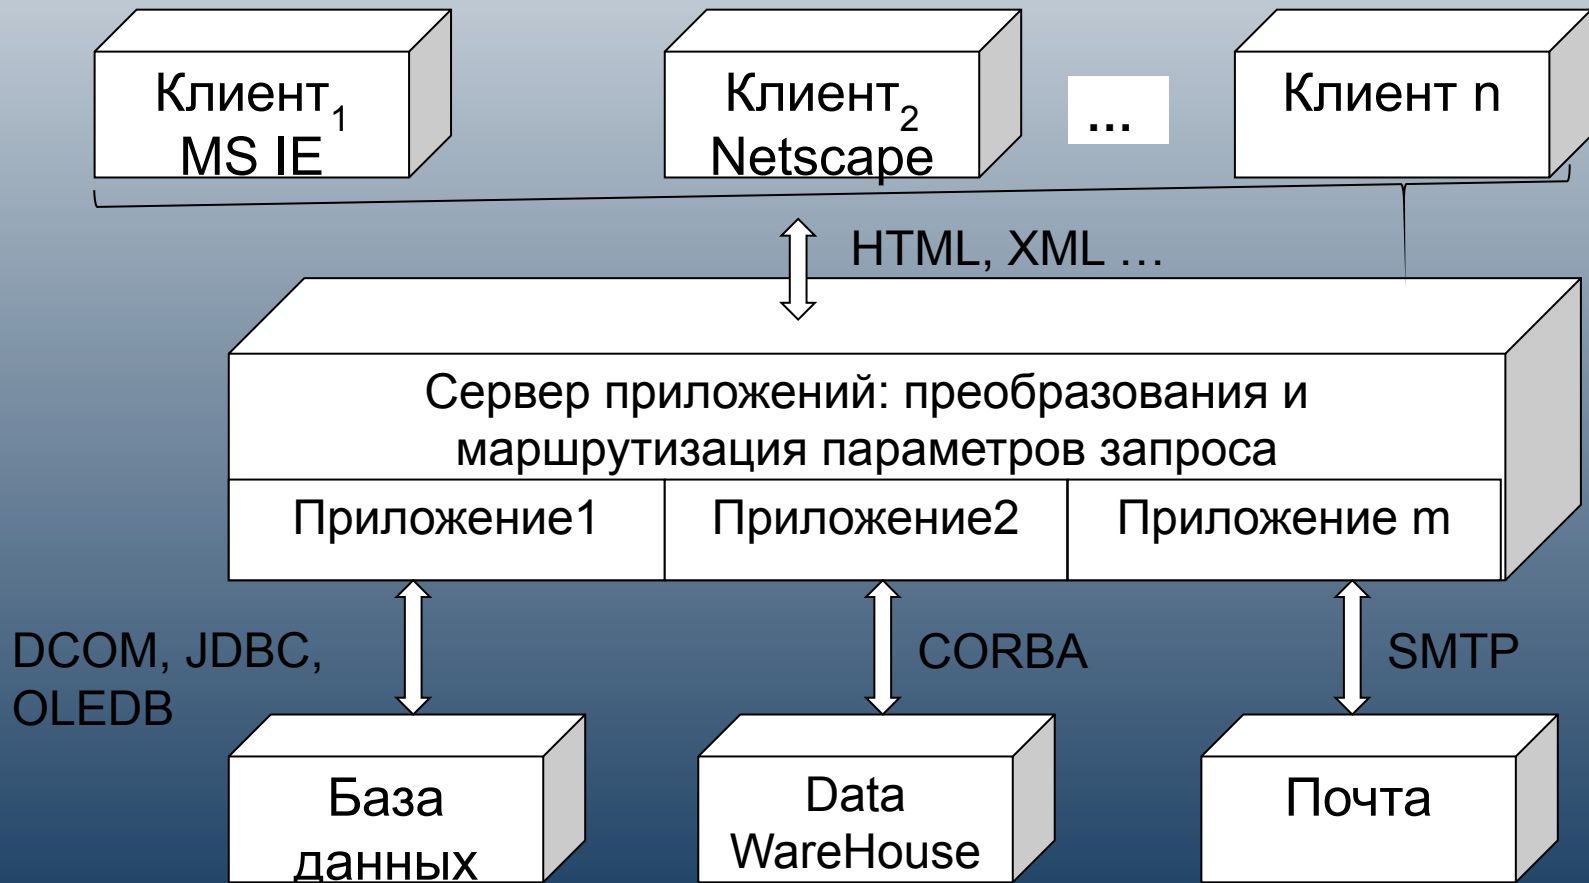 Клиент1
MS IE
Клиент2
Netscape
...
Клиент n
HTML, XML …
Сервер приложений: преобразования и
маршрутизация параметров запроса
Приложение1
Приложение2
Приложение m
DCOM, JDBC,
OLEDB
CORBA
SMTP
База
данных
Data
WareHouse
Почта